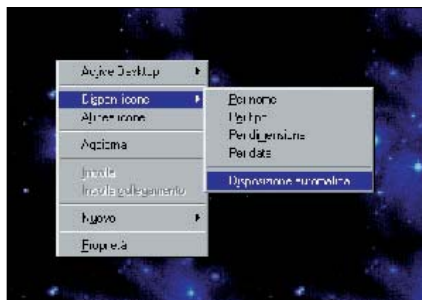 Active Desktop
Disponi icone
Allinea icone
Aggiorna
Incolla
Incolla collegamento
Nuovo
Proprietà
Per nome
Per tipo
Per dimensione
Per data
Disposizione automatica